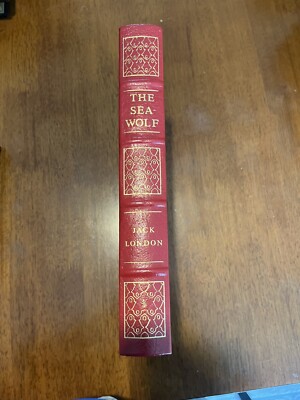 THE
SEA-
WOLF
JACK
LONDON